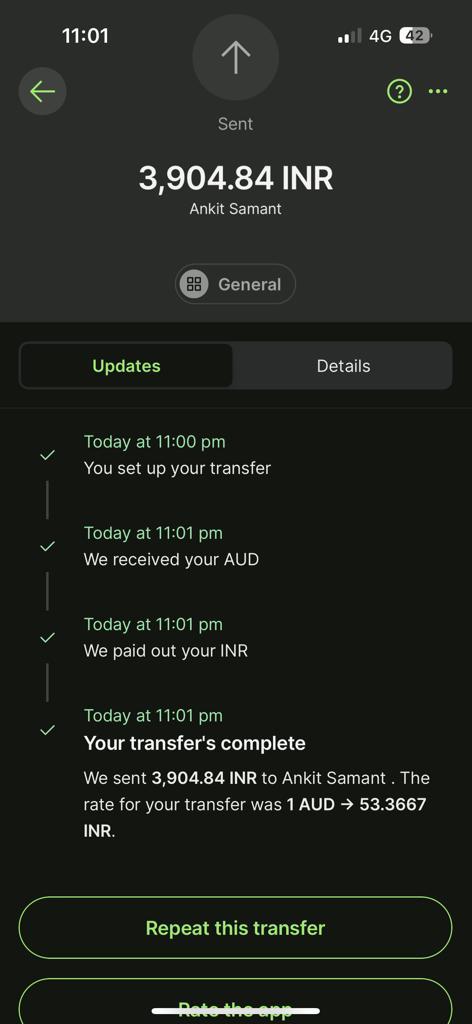 11:01
4G 42
Sent
3,904.84 INR
Ankit Samant
General
Updates
Details
Today at 11:00 pm
You set up your transfer
Today at 11:01 pm
We received your AUD
Today at 11:01 pm
We paid out your INR
Today at 11:01 pm
Your transfer's complete
We sent 3,904.84 INR to Ankit Samant . The
rate for your transfer was 1 AUD → 53.3667
INR.
Repeat this transfer
Rate the app